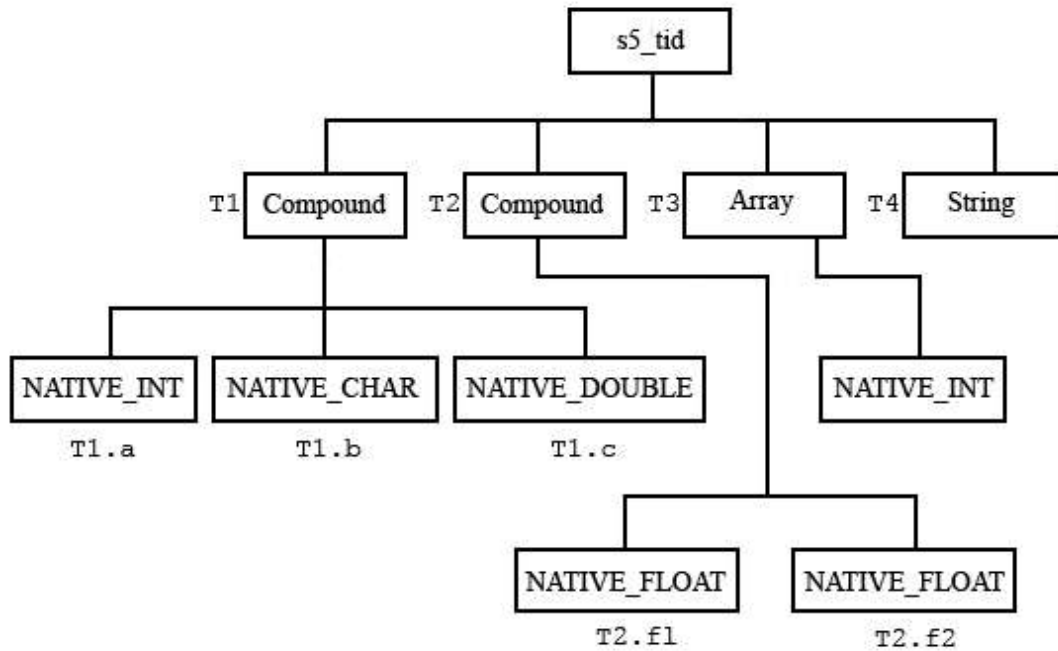 s5_tid
T1 Compound T2 Compound T3 Array T4 String
NATIVE_INT NATIVE_CHAR NATIVE_DOUBLE NATIVE_INT
T1.a T1.b T1.c
NATIVE_FLOAT NATIVE_FLOAT
T2.f1 T2.f2